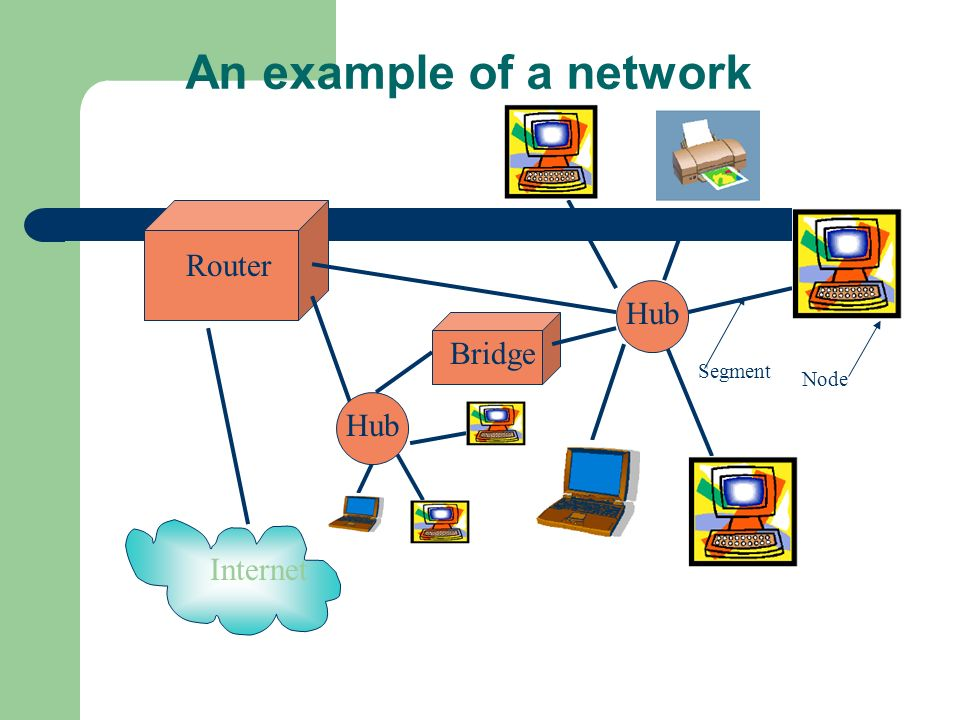 An example of a network
Router
Hub
Bridge
Segment
Node
Hub
Internet